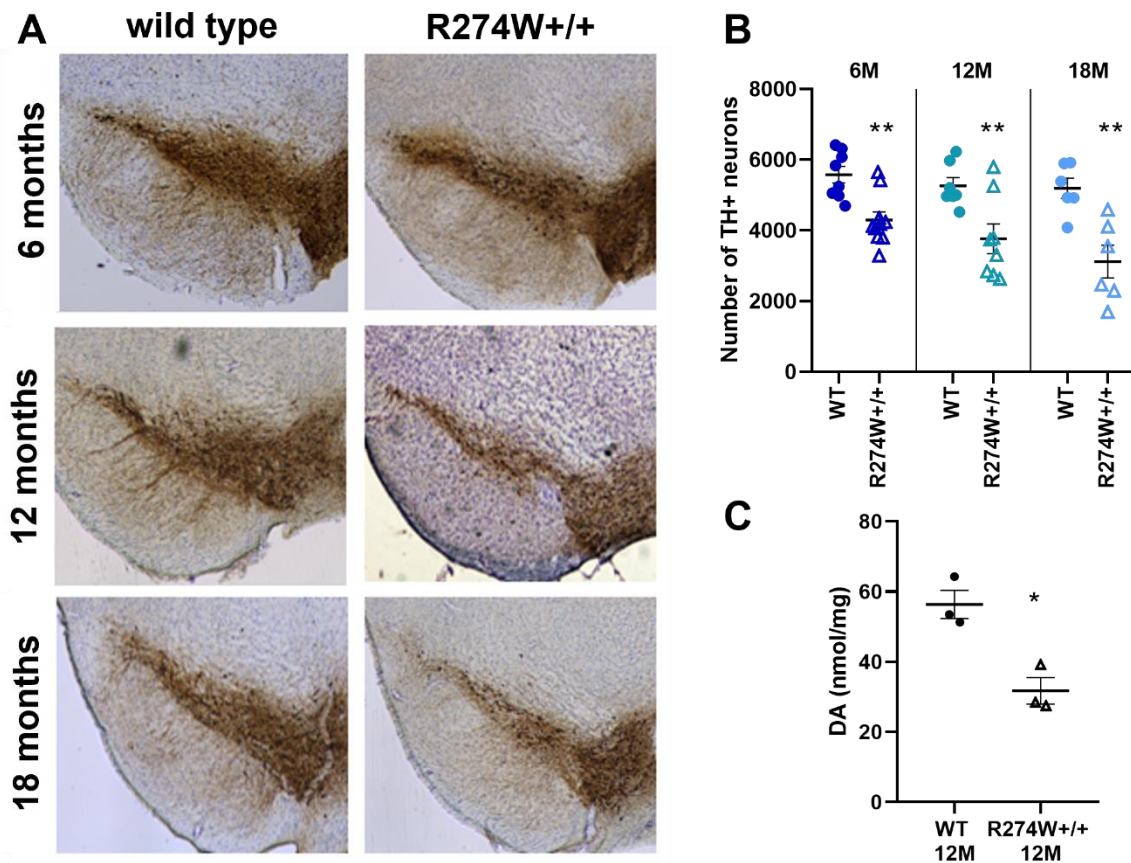 A
wild type
R274W+/+
6 months
12 months
18 months
B
6M
12M
18M
**
**
**
8000
6000
4000
2000
0
Number of TH+ neurons
WT
R274W+/+
WT
R274W+/+
WT
R274W+/+
C
80
60
40
20
0
DA (nmol/mg)
*
WT
12M
R274W+/+
12M